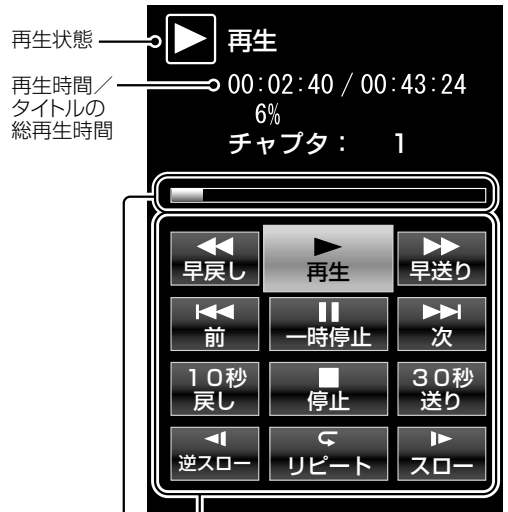 再生状態
再生
再生時間／
タイトルの
総再生時間
00:02:40 / 00:43:24
6%
チャプタ： 1
早戻し 再生 早送り
前 一時停止 次
10秒 30秒
戻し 停止 送り
逆スロー リピート スロー